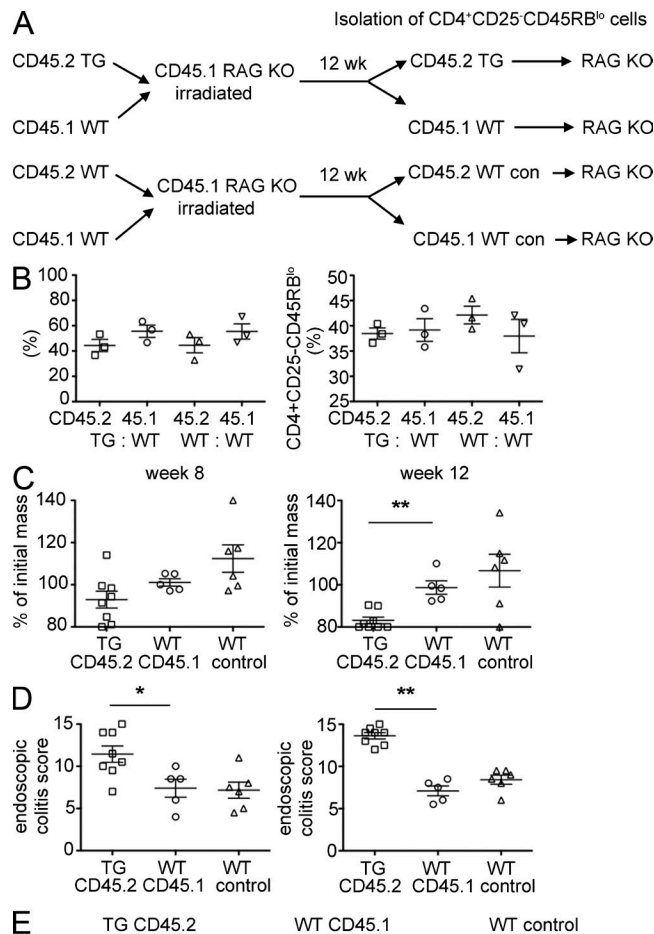 A
Isolation of CD4+CD25-CD45RBlo cells
CD45.2 TG
CD45.1 WT
CD45.1 RAG KO
irradiated
12 wk
CD45.2 TG
RAG KO
CD45.1 WT
RAG KO
CD45.2 WT
CD45.1 WT
CD45.1 RAG KO
irradiated
12 wk
CD45.2 WT con
RAG KO
CD45.1 WT con
RAG KO
B
(%)
100
80
60
40
20
0
CD45.2 45.1 45.2 45.1
TG : WT WT : WT
CD4+CD25-CD45RBlo
(%)
50
45
40
35
30
25
CD45.2 45.1 45.2 45.1
TG : WT WT : WT
C
week 8
% of initial mass
140
120
100
80
TG WT WT
CD45.2 CD45.1 control
week 12
% of initial mass
140
120
100
80
**
TG WT WT
CD45.2 CD45.1 control
D
endoscopic
colitis score
15
10
5
0
*
TG WT WT
CD45.2 CD45.1 control
endoscopic
colitis score
15
10
5
0
**
TG WT WT
CD45.2 CD45.1 control
E
TG CD45.2 WT CD45.1 WT control